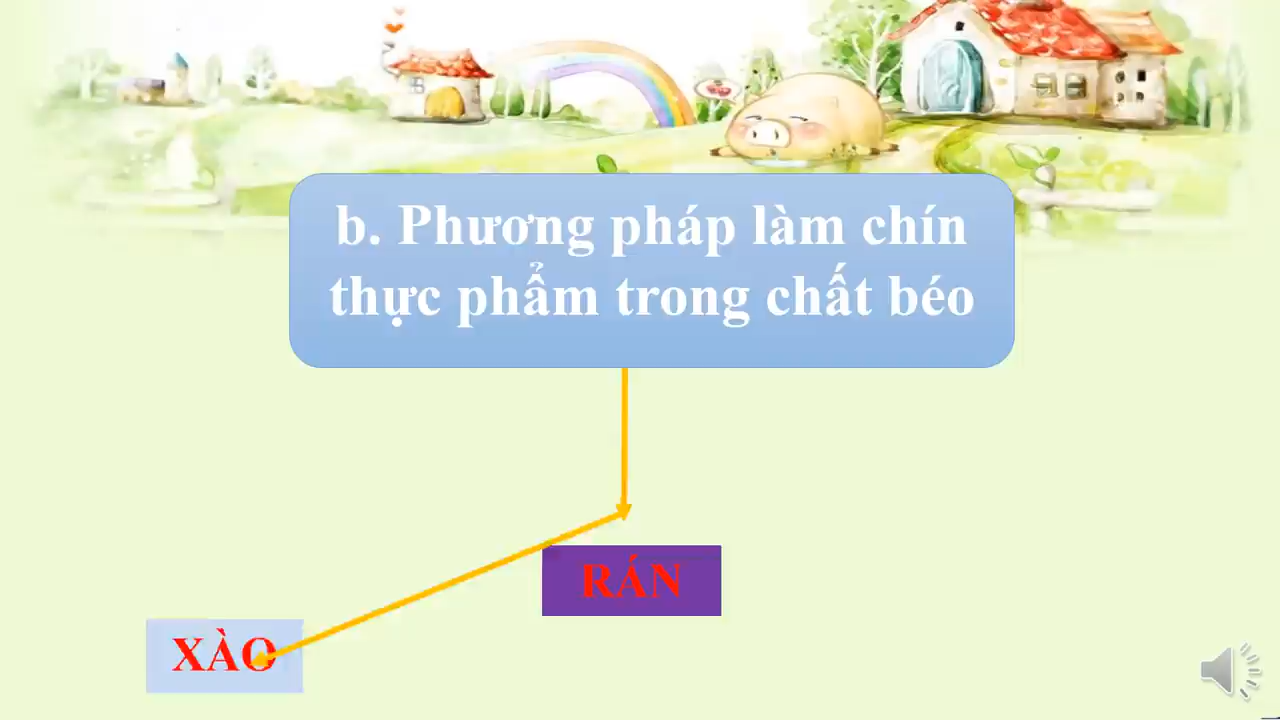 b. Phương pháp làm chín
thực phẩm trong chất béo
RÁN
XÀO